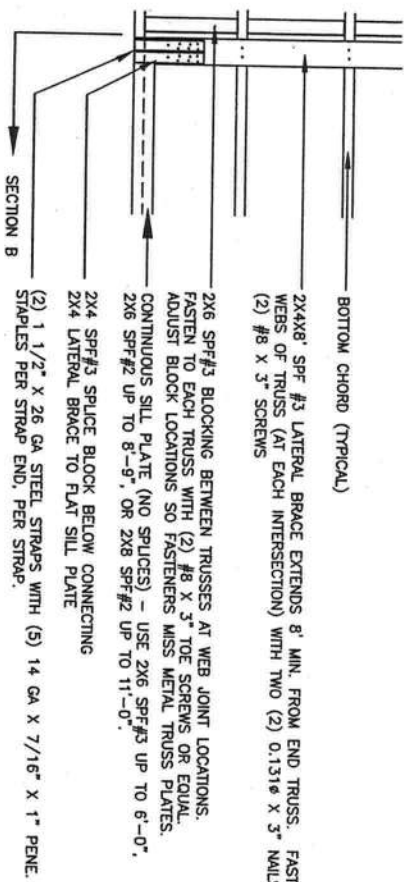 BOTTOM CHORD (TYPICAL)
2X4X8' SPF #3 LATERAL BRACE EXTENDS 8' MIN. FROM END TRUSS. FAST
WEBS OF TRUSS (AT EACH INTERSECTION) WITH TWO (2) 0.131ø X 3" NAIL
(2) #8 X 3" SCREWS
2X6 SPF#3 BLOCKING BETWEEN TRUSSES AT WEB JOINT LOCATIONS.
FASTEN TO EACH TRUSS WITH (2) #8 X 3" TOE SCREWS OR EQUAL.
ADJUST BLOCK LOCATIONS SO FASTENERS MISS METAL TRUSS PLATES.
CONTINUOUS SILL PLATE (NO SPLICES) – USE 2X6 SPF#3 UP TO 6'-0",
2X6 SPF#2 UP TO 8'-9", OR 2X8 SPF#2 UP TO 11'-0".
2X4 SPF#3 SPLICE BLOCK BELOW CONNECTING
2X4 LATERAL BRACE TO FLAT SILL PLATE
(2) 1 1/2" X 26 GA STEEL STRAPS WITH (5) 14 GA X 7/16" X 1" PENE.
STAPLES PER STRAP END, PER STRAP.
SECTION B